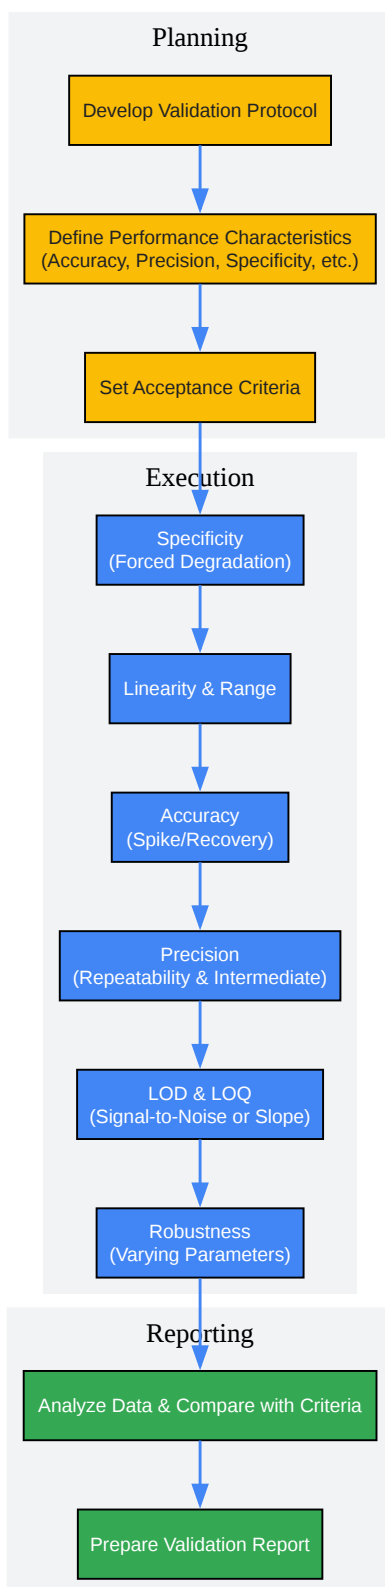 Planning
Develop Validation Protocol
Define Performance Characteristics
(Accuracy, Precision, Specificity, etc.)
Set Acceptance Criteria
Execution
Specificity
(Forced Degradation)
Linearity & Range
Accuracy
(Spike/Recovery)
Precision
(Repeatability & Intermediate)
LOD & LOQ
(Signal-to-Noise or Slope)
Robustness
(Varying Parameters)
Reporting
Analyze Data & Compare with Criteria
Prepare Validation Report